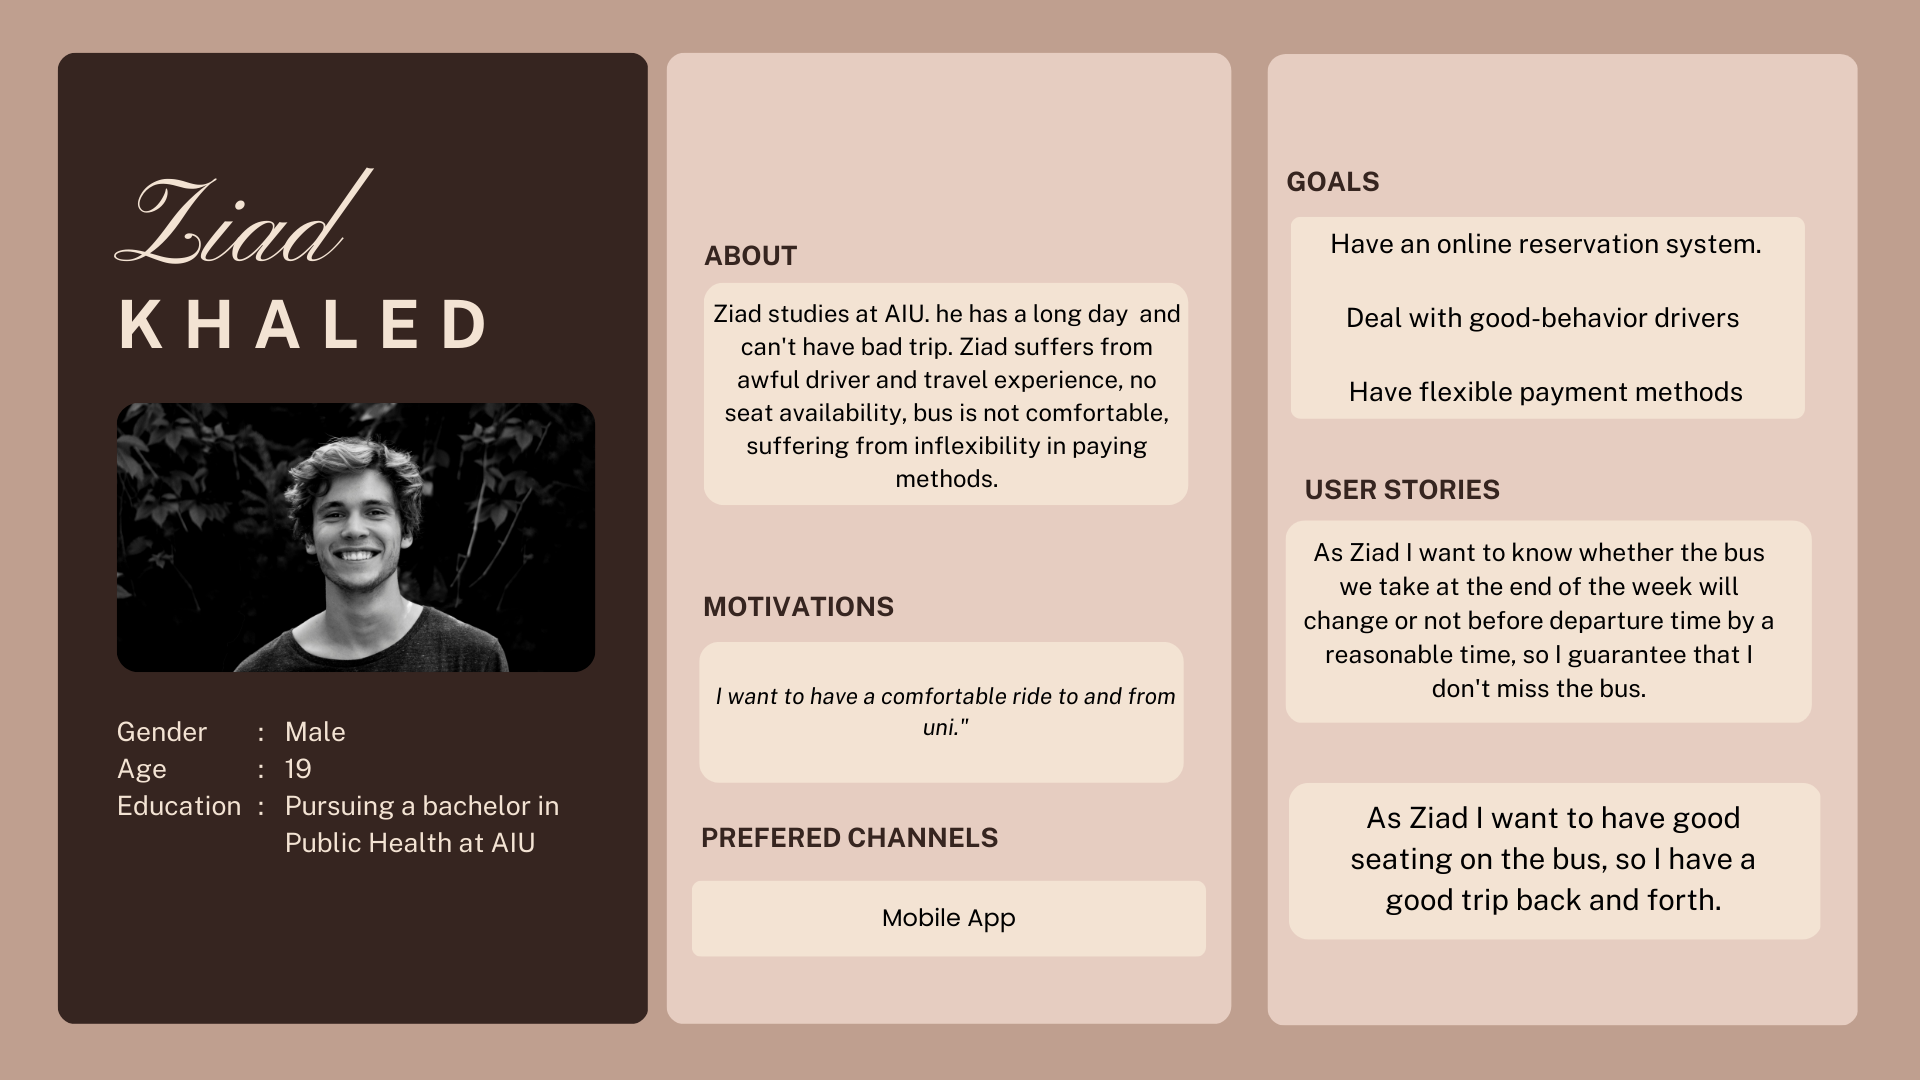 Ziad
KHALED
Gender : Male
Age : 19
Education : Pursuing a bachelor in
Public Health at AIU
ABOUT
Ziad studies at AIU. he has a long day  and
can't have bad trip. Ziad suffers from
awful driver and travel experience, no
seat availability, bus is not comfortable,
suffering from inflexibility in paying
methods.
MOTIVATIONS
I want to have a comfortable ride to and from
uni."
PREFERED CHANNELS
Mobile App
GOALS
Have an online reservation system.
Deal with good-behavior drivers
Have flexible payment methods
USER STORIES
As Ziad I want to know whether the bus
we take at the end of the week will
change or not before departure time by a
reasonable time, so I guarantee that I
don't miss the bus.
As Ziad I want to have good
seating on the bus, so I have a
good trip back and forth.